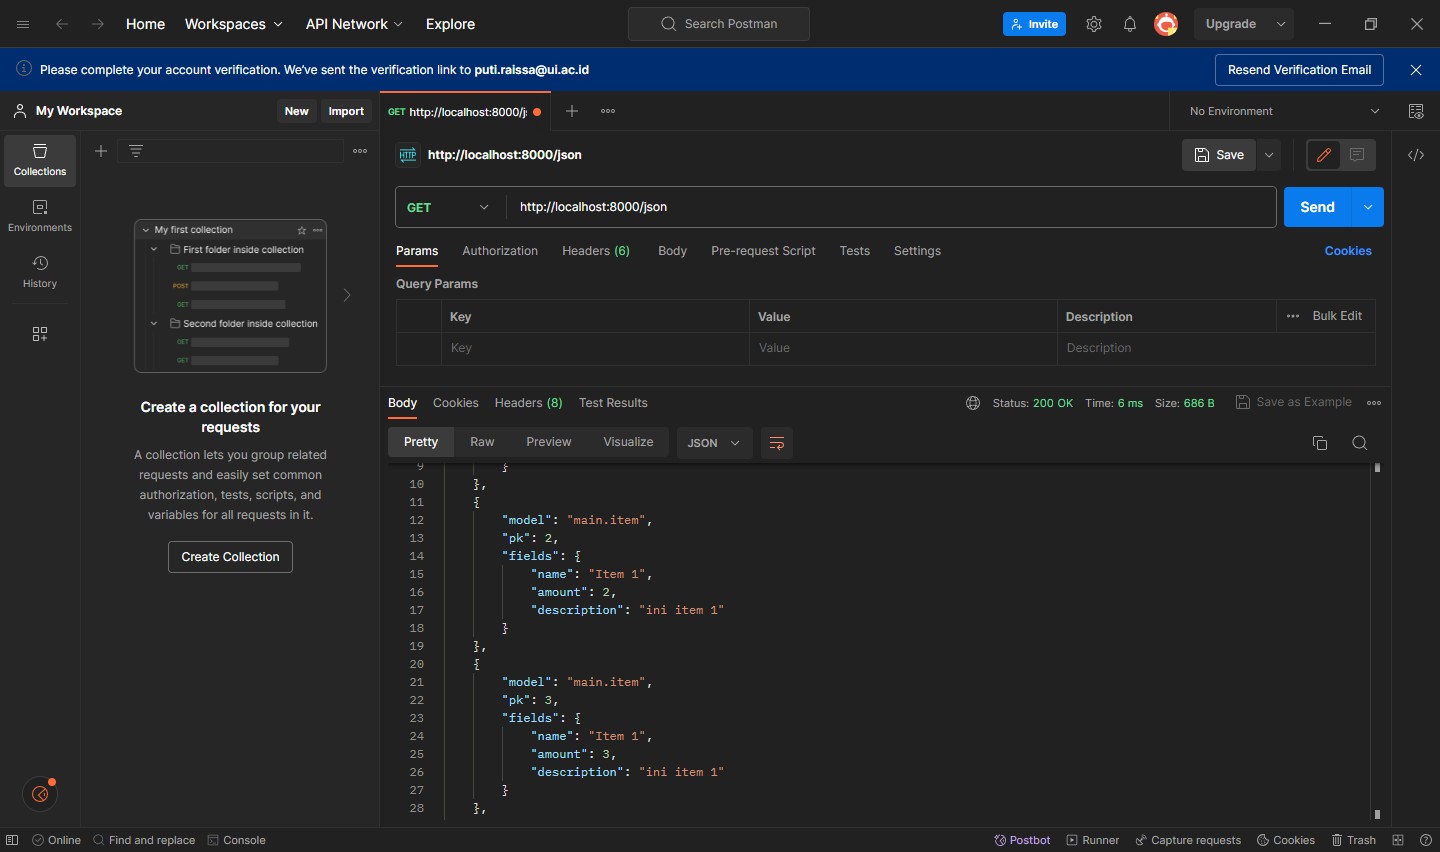 Home Workspaces API Network Explore Search Postman Invite Upgrade
Please complete your account verification. We've sent the verification link to puti.raissa@ui.ac.id Resend Verification Email
My Workspace New Import GET http://localhost:8000/js No Environment
Collections
Environments
History
My first collection
First folder inside collection
GET
POST
GET
Second folder inside collection
GET
GET
Create a collection for your
requests
A collection lets you group related
requests and easily set common
authorization, tests, scripts, and
variables for all requests in it.
Create Collection
HTTP http://localhost:8000/json Save
GET http://localhost:8000/json Send
Params Authorization Headers (6) Body Pre-request Script Tests Settings Cookies
Query Params
Key Value Description Bulk Edit
Key Value Description
Body Cookies Headers (8) Test Results Status: 200 OK Time: 6 ms Size: 686 B Save as Example
Pretty Raw Preview Visualize JSON
9 }
10 },
11 {
12 "model": "main.item",
13 "pk": 2,
14 "fields": {
15 "name": "Item 1",
16 "amount": 2,
17 "description": "ini item 1"
18 }
19 },
20 {
21 "model": "main.item",
22 "pk": 3,
23 "fields": {
24 "name": "Item 1",
25 "amount": 3,
26 "description": "ini item 1"
27 }
28 },
Online Find and replace Console Postbot Runner Capture requests Cookies Trash